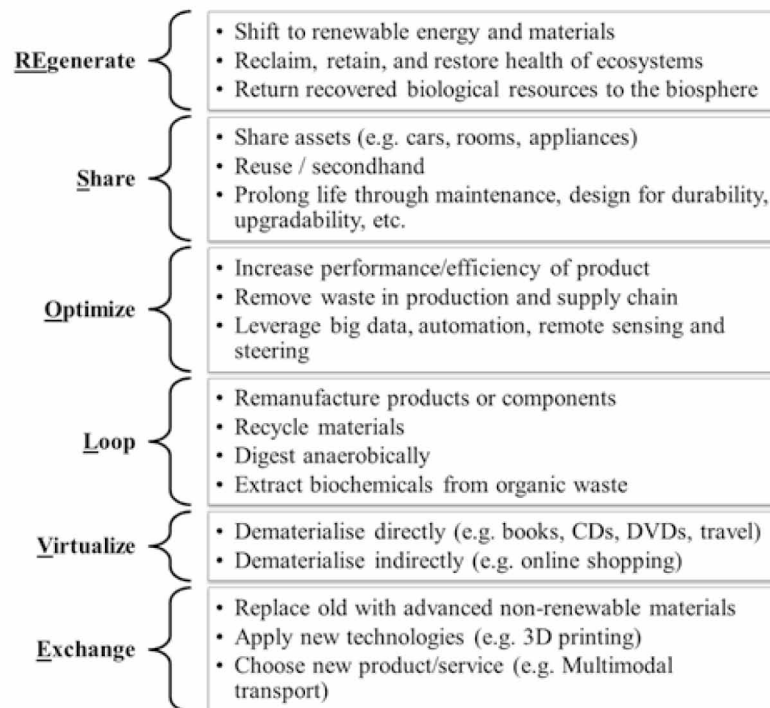 REgenerate
• Shift to renewable energy and materials
• Reclaim, retain, and restore health of ecosystems
• Return recovered biological resources to the biosphere
Share
• Share assets (e.g. cars, rooms, appliances)
• Reuse / secondhand
• Prolong life through maintenance, design for durability,
upgradability, etc.
Optimize
• Increase performance/efficiency of product
• Remove waste in production and supply chain
• Leverage big data, automation, remote sensing and
steering
Loop
• Remanufacture products or components
• Recycle materials
• Digest anaerobically
• Extract biochemicals from organic waste
Virtualize
• Dematerialise directly (e.g. books, CDs, DVDs, travel)
• Dematerialise indirectly (e.g. online shopping)
Exchange
• Replace old with advanced non-renewable materials
• Apply new technologies (e.g. 3D printing)
• Choose new product/service (e.g. Multimodal
transport)